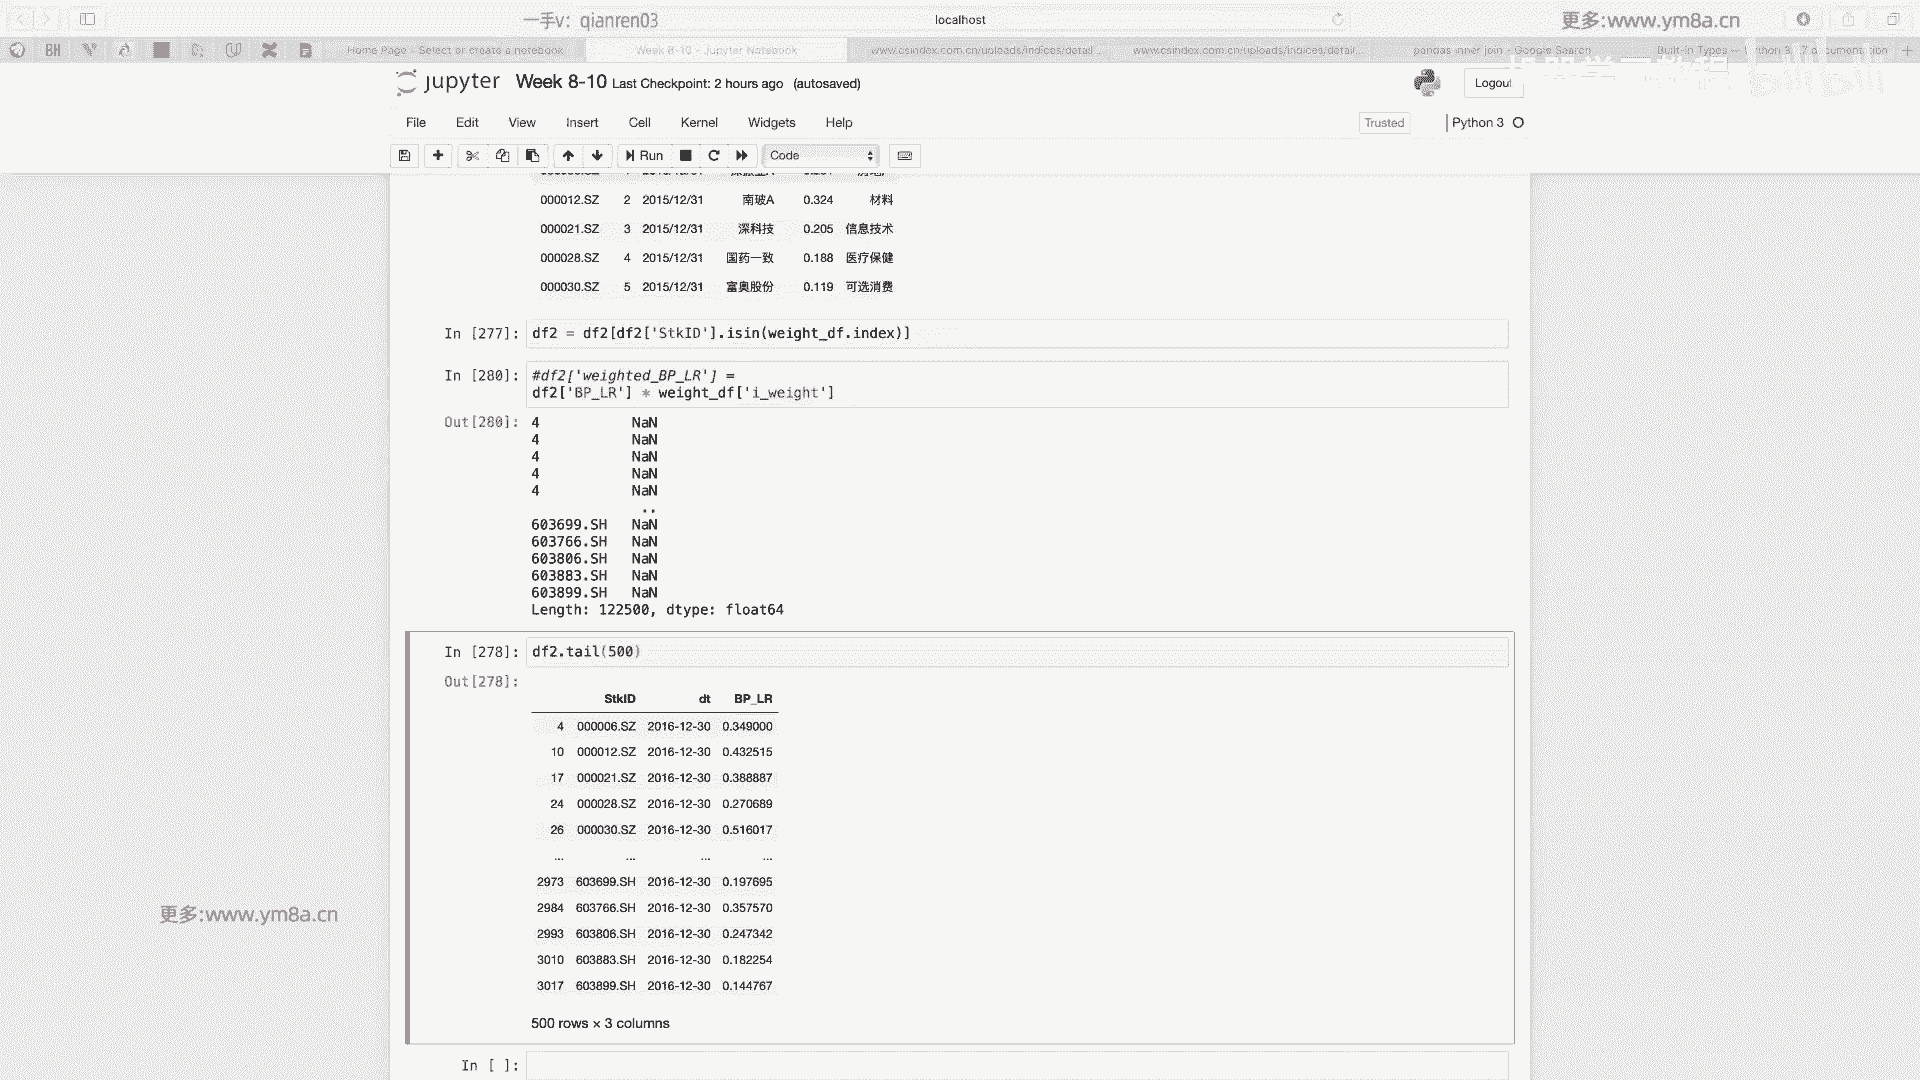 一手v：qianren03
localhost
更多:www.ym8a.cn
BH
Home Page - Select or create a notebook
Week 8-10 - Jupyter Notebook
www.csindex.com.cn/uploads/indices/detail...
www.csindex.com.cn/uploads/indices/detail...
pandas inner join - Google Search
Built-in Types — Python 3. 7 documentation
jupyter Week 8-10 Last Checkpoint: 2 hours ago (autosaved)
Logout
File Edit View Insert Cell Kernel Widgets Help
Trusted Python 3
Run Code
000012.SZ 2 2015/12/31 南玻A 0.324 材料
000021.SZ 3 2015/12/31 深科技 0.205 信息技术
000028.SZ 4 2015/12/31 国药一致 0.188 医疗保健
000030.SZ 5 2015/12/31 富奥股份 0.119 可选消费
In [277]: df2 = df2[df2['StkID'].isin(weight_df.index)]
In [280]: #df2['weighted_BP_LR'] =
df2['BP_LR'] * weight_df['i_weight']
Out[280]: 4 NaN
4 NaN
4 NaN
4 NaN
4 NaN
..
603699.SH NaN
603766.SH NaN
603806.SH NaN
603883.SH NaN
603899.SH NaN
Length: 122500, dtype: float64
In [278]: df2.tail(500)
Out[278]:
StkID dt BP_LR
4 000006.SZ 2016-12-30 0.349000
10 000012.SZ 2016-12-30 0.432515
17 000021.SZ 2016-12-30 0.388887
24 000028.SZ 2016-12-30 0.270689
26 000030.SZ 2016-12-30 0.516017
... ... ... ...
2973 603699.SH 2016-12-30 0.197695
2984 603766.SH 2016-12-30 0.357570
2993 603806.SH 2016-12-30 0.247342
3010 603883.SH 2016-12-30 0.182254
3017 603899.SH 2016-12-30 0.144767
500 rows × 3 columns
In [ ]:
更多:www.ym8a.cn